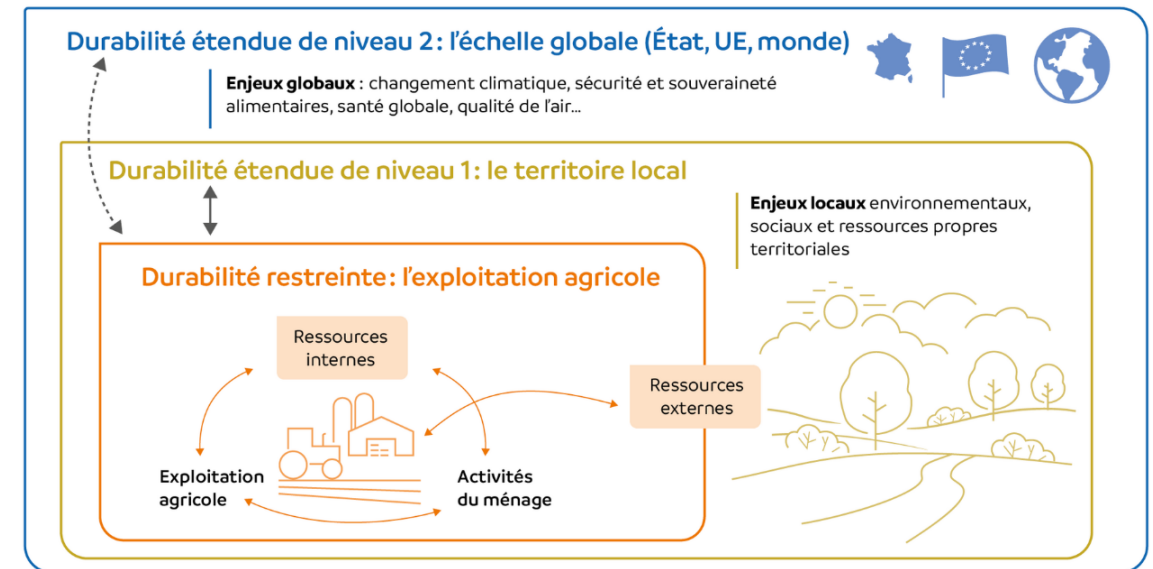 Durabilité étendue de niveau 2 : l’échelle globale (État, UE, monde)
Enjeux globaux : changement climatique, sécurité et souveraineté
alimentaires, santé globale, qualité de l’air…
Durabilité étendue de niveau 1 : le territoire local
Enjeux locaux environnementaux,
sociaux et ressources propres
territoriales
Durabilité restreinte : l’exploitation agricole
Ressources
internes
Ressources
externes
Exploitation
agricole
Activités
du ménage